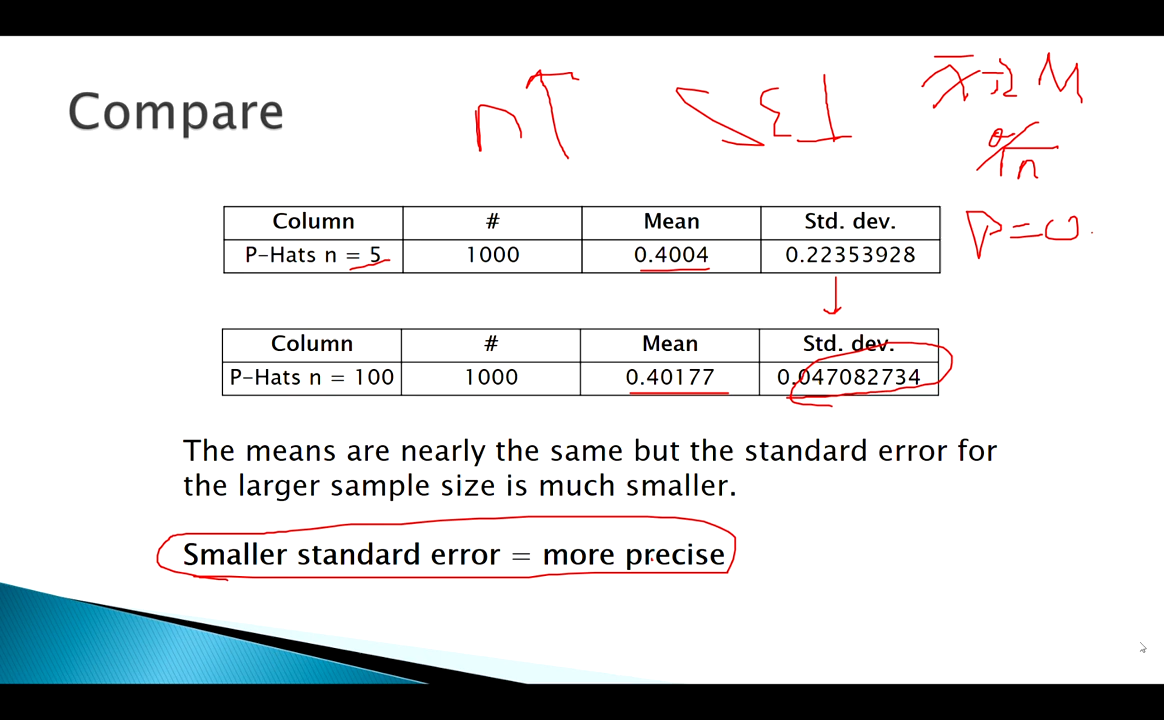 Compare
n↑
SE↓
x̄ → M
σ/√n
P = 0.
Column # Mean Std. dev.
P-Hats n = 5 1000 0.4004 0.22353928
Column # Mean Std. dev.
P-Hats n = 100 1000 0.40177 0.047082734
The means are nearly the same but the standard error for
the larger sample size is much smaller.
Smaller standard error = more precise